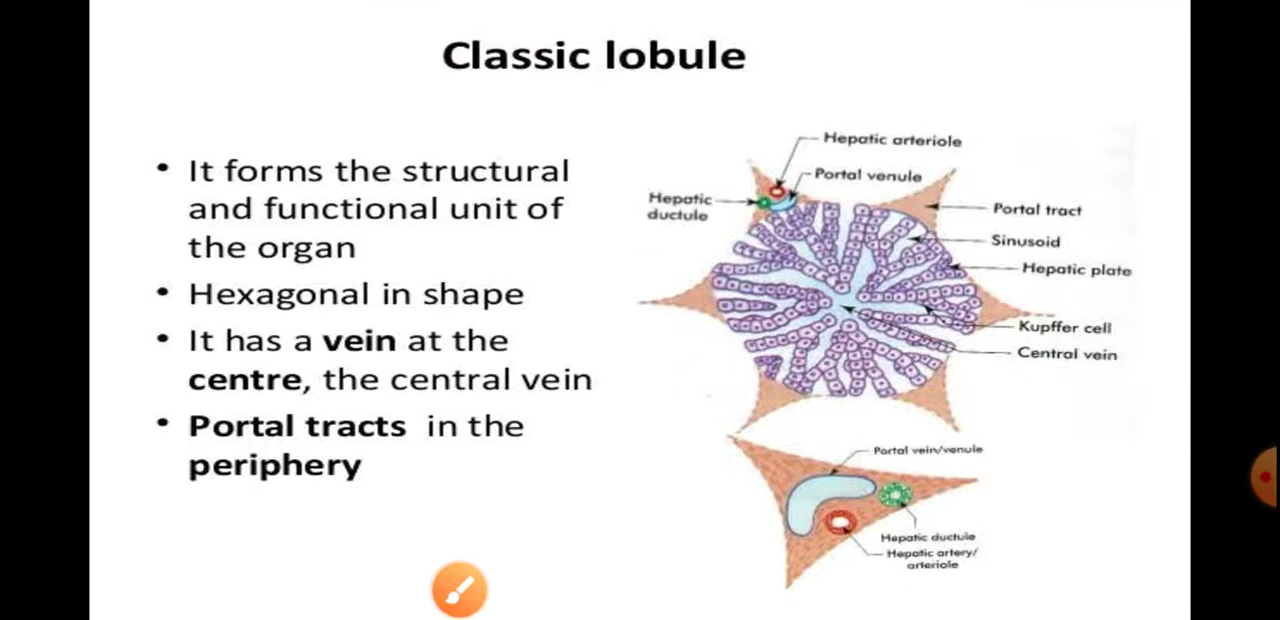 Classic lobule
• It forms the structural
and functional unit of
the organ
• Hexagonal in shape
• It has a vein at the
centre, the central vein
• Portal tracts in the
periphery
Hepatic arteriole
Portal venule
Hepatic
ductule
Portal tract
Sinusoid
Hepatic plate
Kupffer cell
Central vein
Portal vein/venule
Hepatic ductule
Hepatic artery/
arteriole